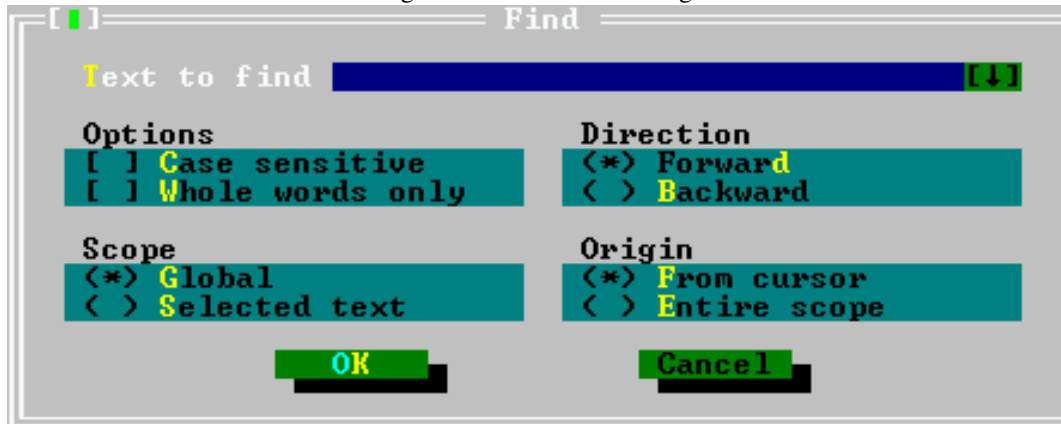 [▮] Find
Text to find [↓]
Options
[ ] Case sensitive
[ ] Whole words only
Direction
(*) Forward
( ) Backward
Scope
(*) Global
( ) Selected text
Origin
(*) From cursor
( ) Entire scope
OK
Cancel